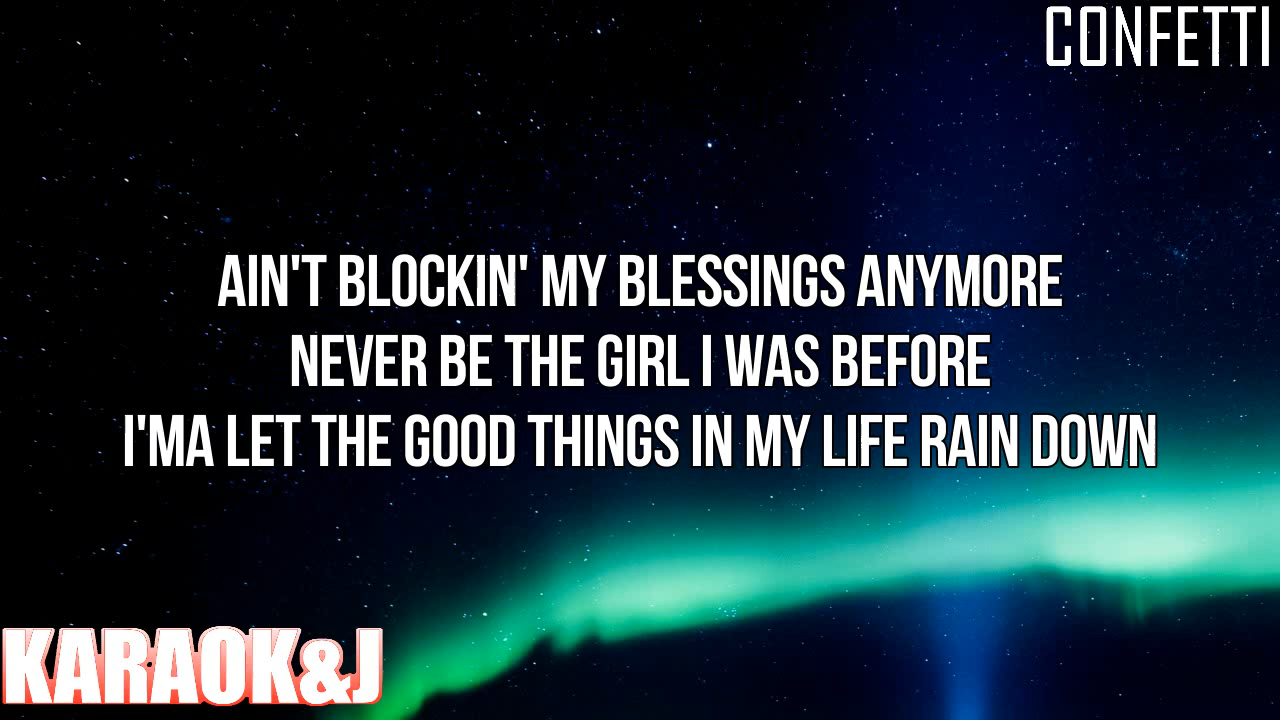 CONFETTI
AIN'T BLOCKIN' MY BLESSINGS ANYMORE
NEVER BE THE GIRL I WAS BEFORE
I'MA LET THE GOOD THINGS IN MY LIFE RAIN DOWN
KARAOK&J